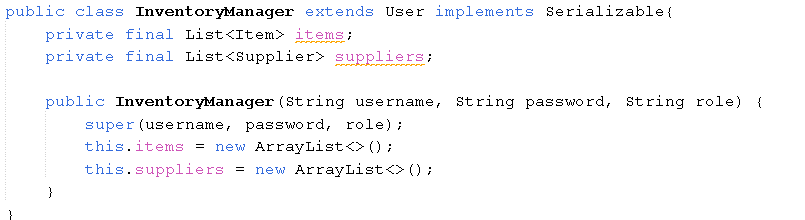 public class InventoryManager extends User implements Serializable{
    private final List<Item> items;
    private final List<Supplier> suppliers;

    public InventoryManager(String username, String password, String role) {
        super(username, password, role);
        this.items = new ArrayList<>();
        this.suppliers = new ArrayList<>();
    }
}